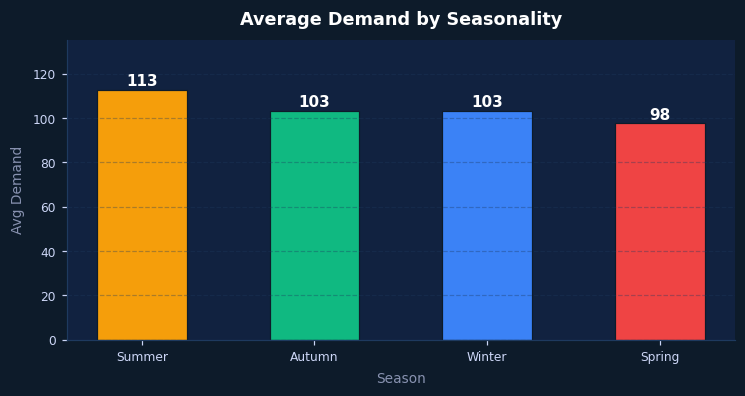 Average Demand by Seasonality
Avg Demand
120
100
80
60
40
20
0
113
103
103
98
Summer
Autumn
Winter
Spring
Season